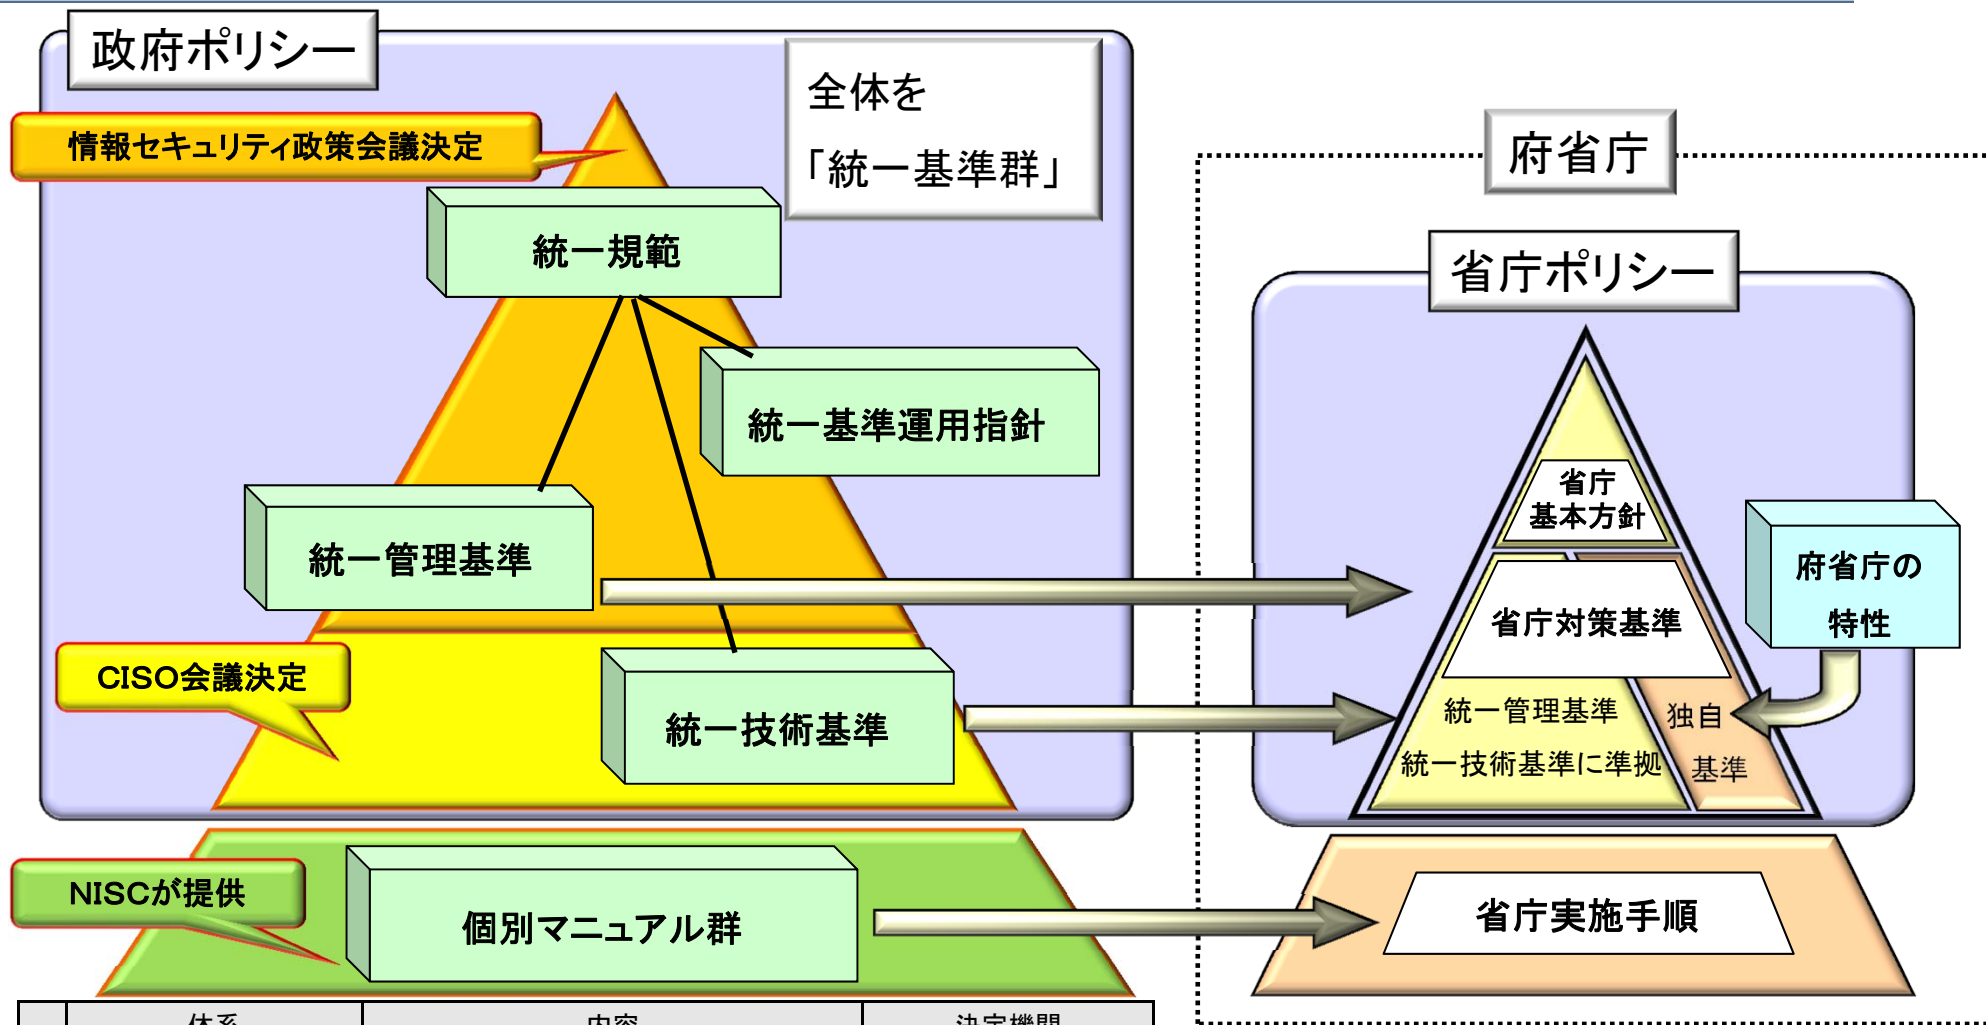 政府ポリシー
全体を
「統一基準群」
情報セキュリティ政策会議決定
統一規範
統一基準運用指針
統一管理基準
CISO会議決定
統一技術基準
NISCが提供
個別マニュアル群
体系
内容
決定機関
府省庁
省庁ポリシー
省庁
基本方針
省庁対策基準
府省庁の
特性
統一管理基準
統一技術基準に準拠
独自
基準
省庁実施手順